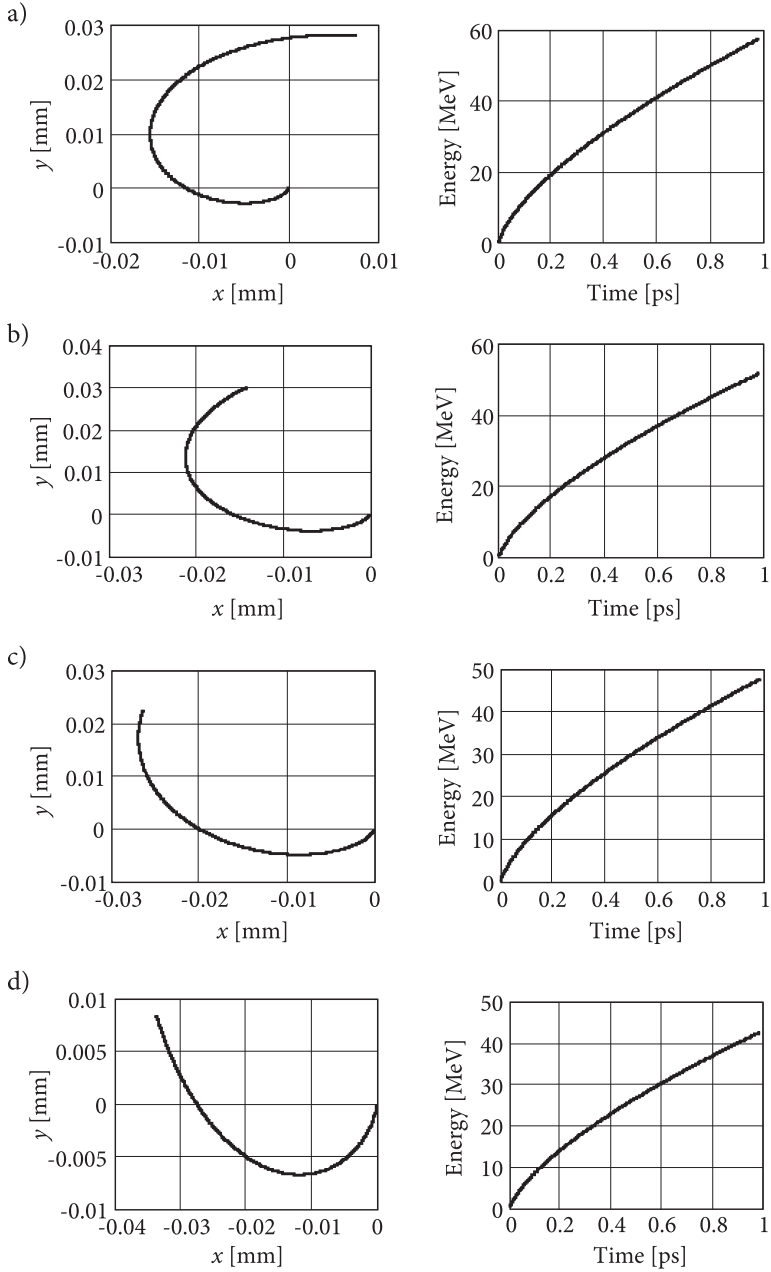 a)
0.03
0.02
0.01
0
-0.01
y [mm]
-0.02 -0.01 0 0.01
x [mm]
60
40
20
0
Energy [MeV]
0 0.2 0.4 0.6 0.8 1
Time [ps]
b)
0.04
0.03
0.02
0.01
0
-0.01
y [mm]
-0.03 -0.02 -0.01 0
x [mm]
60
40
20
0
Energy [MeV]
0 0.2 0.4 0.6 0.8 1
Time [ps]
c)
0.03
0.02
0.01
0
-0.01
y [mm]
-0.03 -0.02 -0.01 0
x [mm]
50
40
30
20
10
0
Energy [MeV]
0 0.2 0.4 0.6 0.8 1
Time [ps]
d)
0.01
0.005
0
-0.005
-0.01
y [mm]
-0.04 -0.03 -0.02 -0.01 0
x [mm]
50
40
30
20
10
0
Energy [MeV]
0 0.2 0.4 0.6 0.8 1
Time [ps]